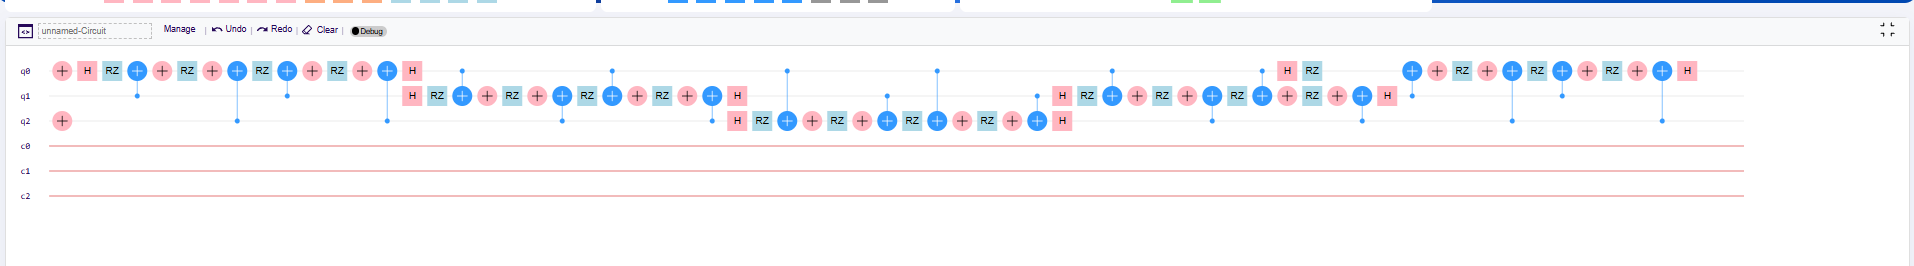 unnamed-Circuit Manage | Undo | Redo | Clear | Debug
q0 H RZ RZ RZ RZ H H RZ RZ RZ RZ RZ H
q1 H RZ RZ RZ RZ H H RZ RZ RZ RZ H
q2 H RZ RZ RZ RZ H
c0
c1
c2